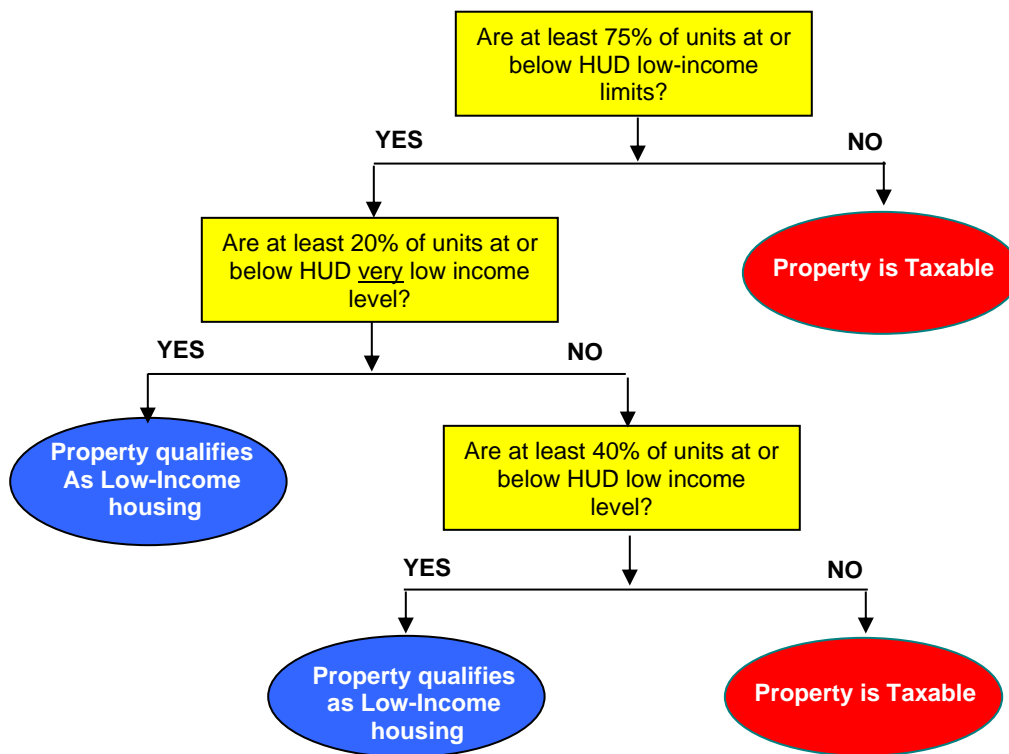 Are at least 75% of units at or
below HUD low-income
limits?
YES
NO
Are at least 20% of units at or
below HUD very low income
level?
Property is Taxable
YES
NO
Property qualifies
As Low-Income
housing
Are at least 40% of units at or
below HUD low income
level?
YES
NO
Property qualifies
as Low-Income
housing
Property is Taxable